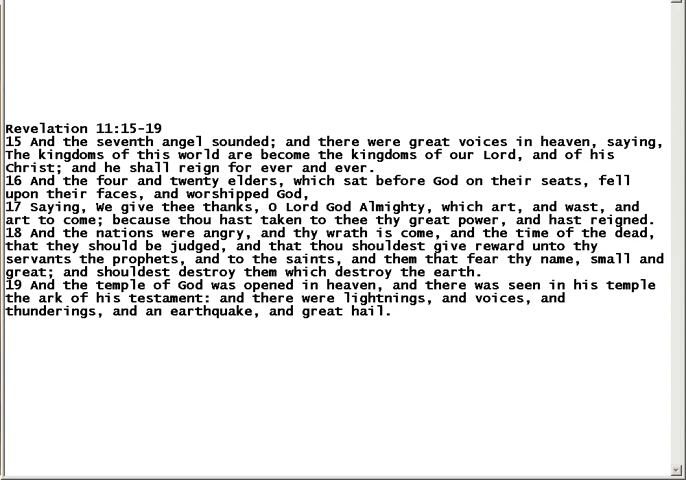 Revelation 11:15-19
15 And the seventh angel sounded; and there were great voices in heaven, saying,
The kingdoms of this world are become the kingdoms of our Lord, and of his
Christ; and he shall reign for ever and ever.
16 And the four and twenty elders, which sat before God on their seats, fell
upon their faces, and worshipped God,
17 Saying, We give thee thanks, O Lord God Almighty, which art, and wast, and
art to come; because thou hast taken to thee thy great power, and hast reigned.
18 And the nations were angry, and thy wrath is come, and the time of the dead,
that they should be judged, and that thou shouldest give reward unto thy
servants the prophets, and to the saints, and them that fear thy name, small and
great; and shouldest destroy them which destroy the earth.
19 And the temple of God was opened in heaven, and there was seen in his temple
the ark of his testament: and there were lightnings, and voices, and
thunderings, and an earthquake, and great hail.